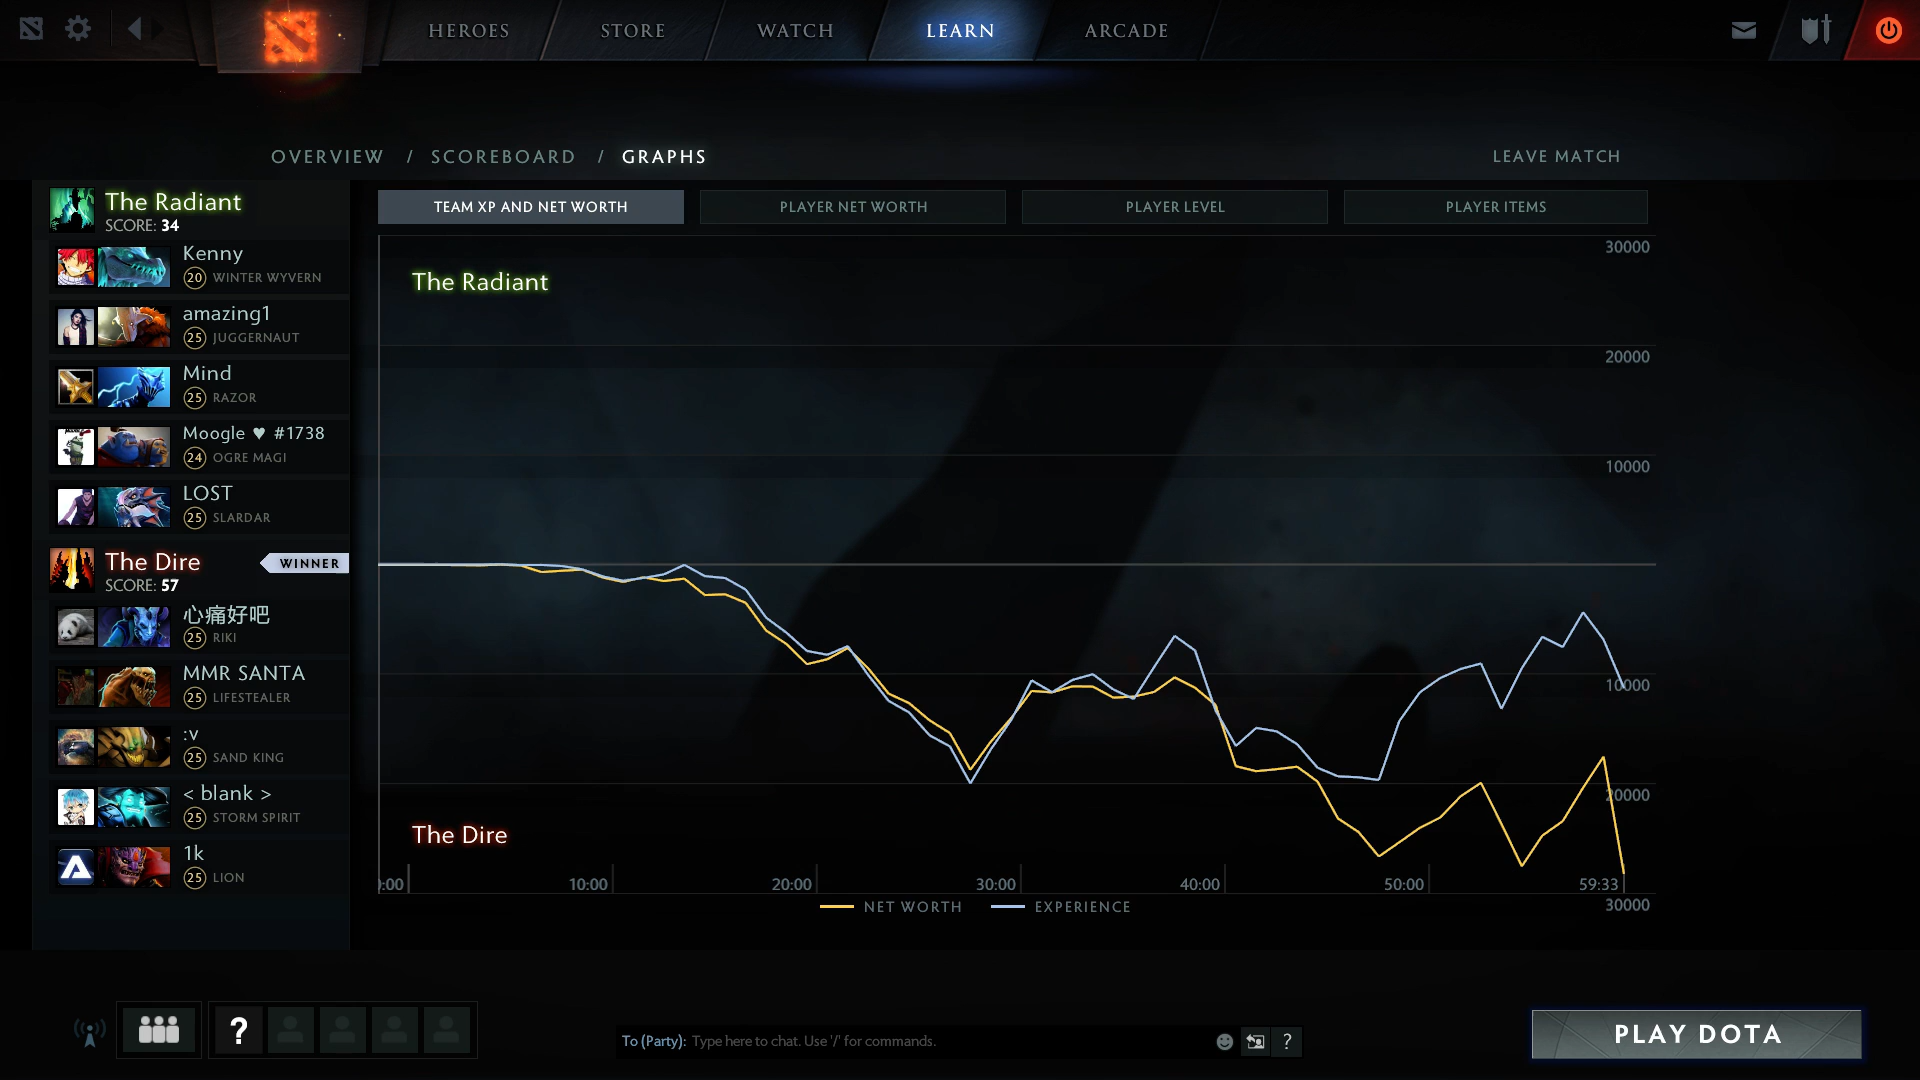 HEROES
STORE
WATCH
LEARN
ARCADE
OVERVIEW / SCOREBOARD / GRAPHS
LEAVE MATCH
The Radiant
SCORE: 34
Kenny
20 WINTER WYVERN
amazing1
25 JUGGERNAUT
Mind
25 RAZOR
Moogle ♥ #1738
24 OGRE MAGI
LOST
25 SLARDAR
The Dire
WINNER
SCORE: 57
心痛好吧
25 RIKI
MMR SANTA
25 LIFESTEALER
:v
25 SAND KING
< blank >
25 STORM SPIRIT
1k
25 LION
TEAM XP AND NET WORTH
PLAYER NET WORTH
PLAYER LEVEL
PLAYER ITEMS
The Radiant
30000
20000
10000
10000
20000
The Dire
:00
10:00
20:00
30:00
40:00
50:00
59:33
30000
NET WORTH
EXPERIENCE
?
To (Party): Type here to chat. Use '/' for commands.
?
PLAY DOTA